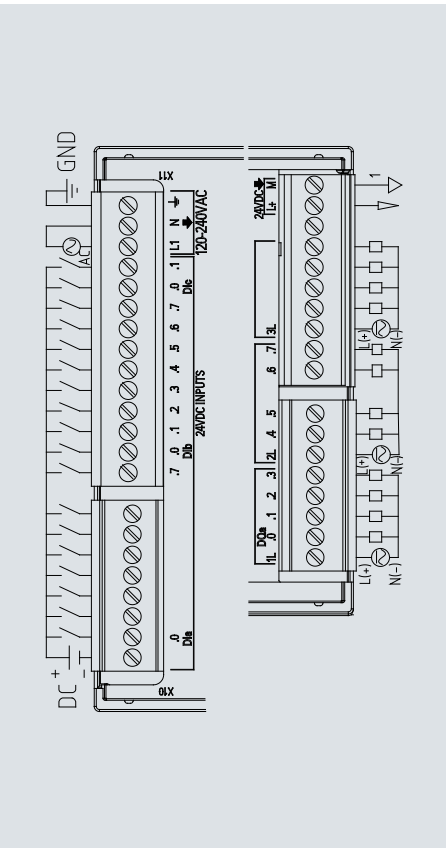 DC + - AC GND
X10 X11
.0 .7 .0 .1 .2 .3 .4 .5 .6 .7 .0 .1 L1 N
DIa DIb DIc
24VDC INPUTS 120-240VAC
DQa 24VDC
1L .0 .1 .2 .3 2L .4 .5 .6 .7 3L L+ M
L(+) L(+) L(+) 1
N(-) N(-) N(-)